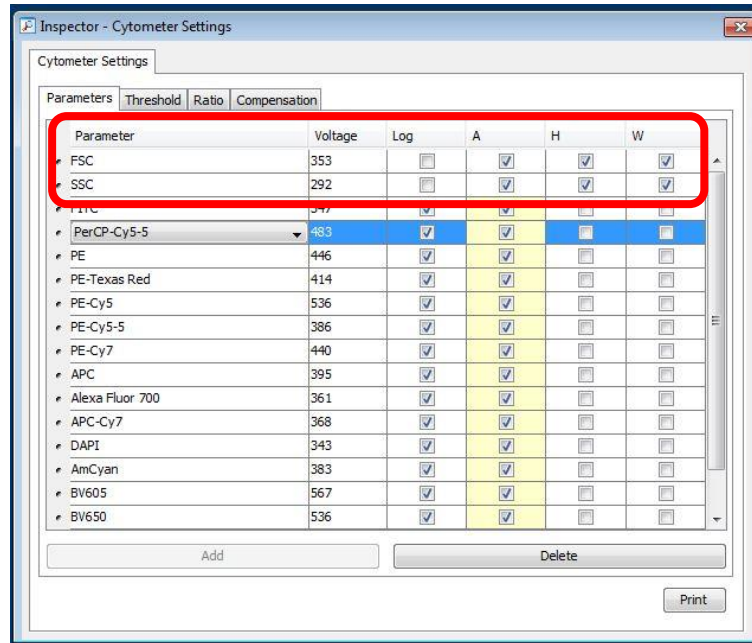 Inspector - Cytometer Settings
Cytometer Settings
Parameters Threshold Ratio Compensation
Parameter Voltage Log A H W
FSC 353
SSC 292
FITC 547
PerCP-Cy5-5 483
PE 446
PE-Texas Red 414
PE-Cy5 536
PE-Cy5-5 386
PE-Cy7 440
APC 395
Alexa Fluor 700 361
APC-Cy7 368
DAPI 343
AmCyan 383
BV605 567
BV650 536
Add Delete
Print